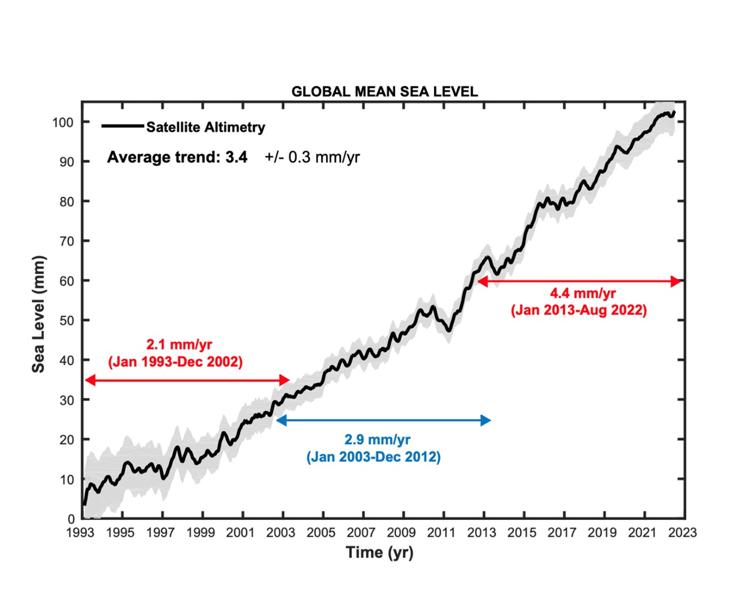 GLOBAL MEAN SEA LEVEL
Satellite Altimetry
Average trend: 3.4 +/- 0.3 mm/yr
Sea Level (mm)
100
90
80
70
60
50
40
30
20
10
0
2.1 mm/yr
(Jan 1993-Dec 2002)
2.9 mm/yr
(Jan 2003-Dec 2012)
4.4 mm/yr
(Jan 2013-Aug 2022)
1993 1995 1997 1999 2001 2003 2005 2007 2009 2011 2013 2015 2017 2019 2021 2023
Time (yr)